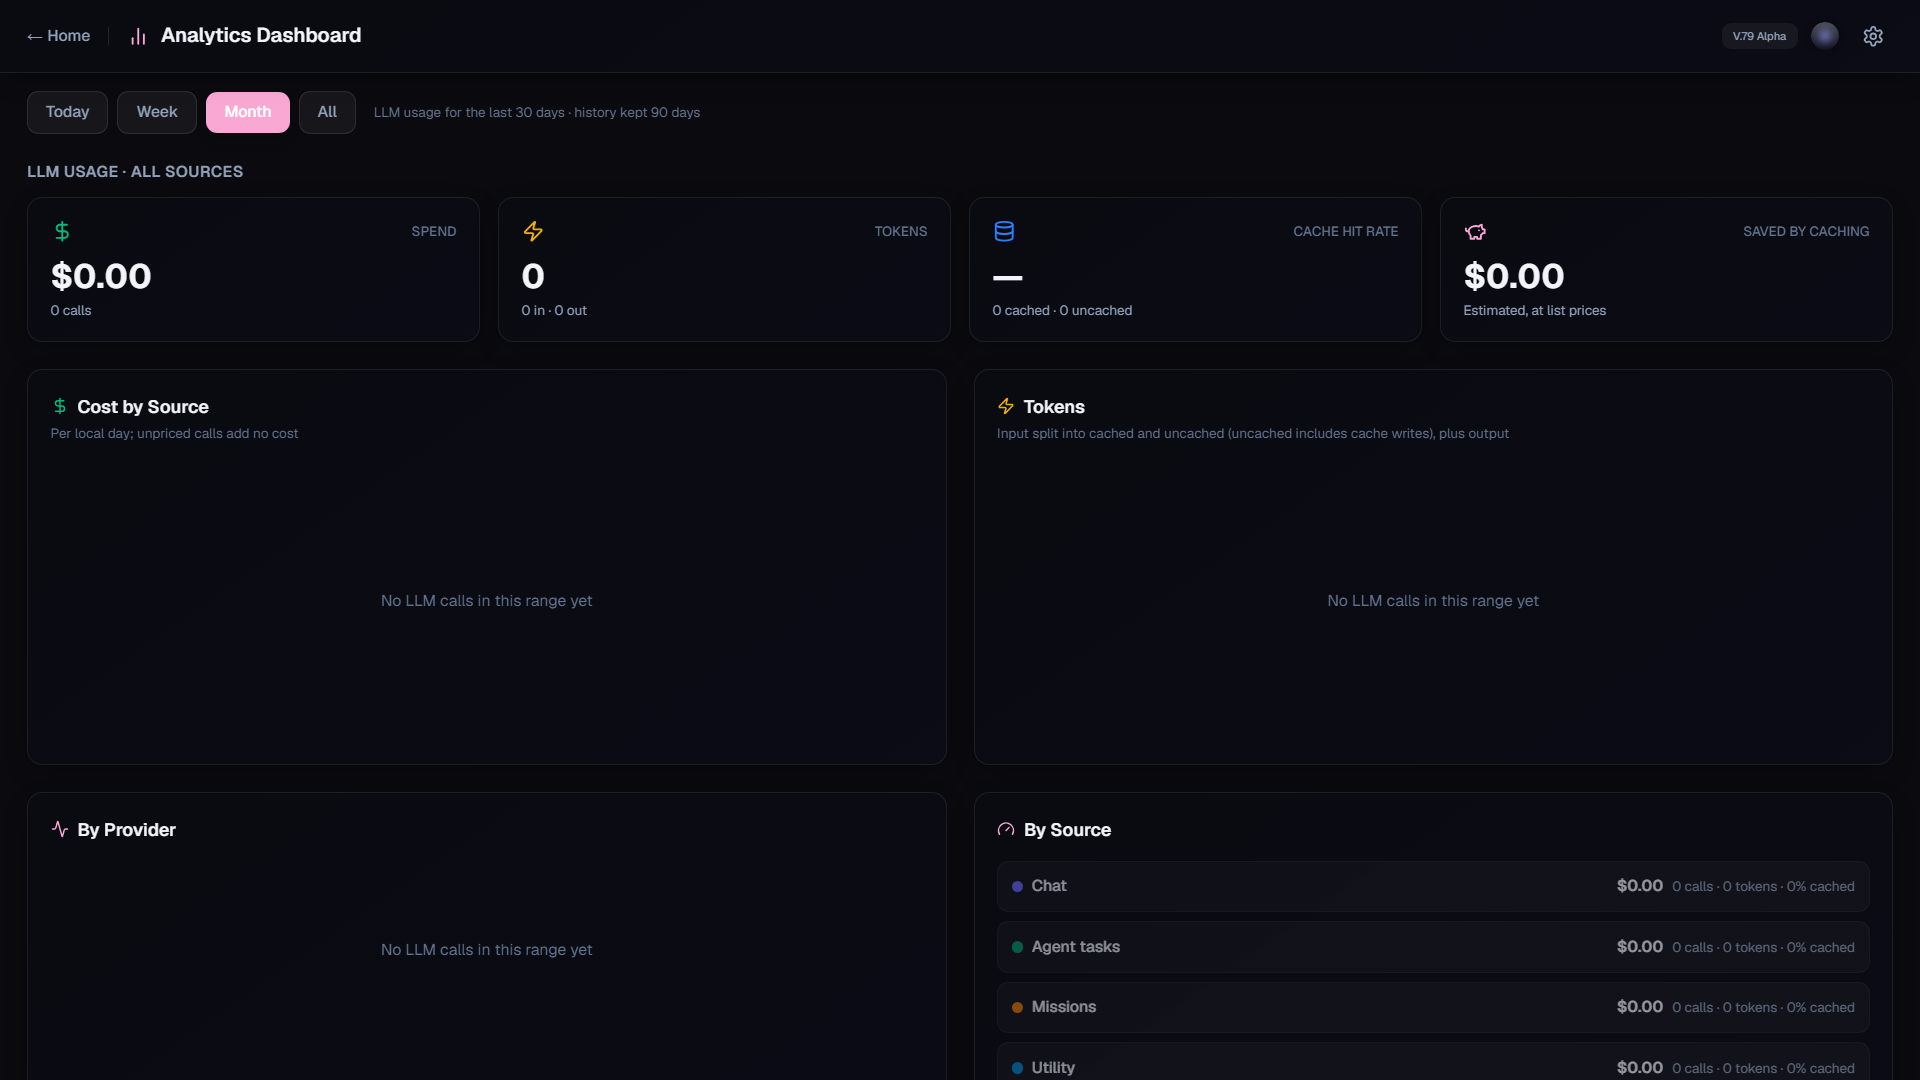 ← Home
Analytics Dashboard
V.79 Alpha
Today
Week
Month
All
LLM usage for the last 30 days · history kept 90 days
LLM USAGE · ALL SOURCES
SPEND
$0.00
0 calls
TOKENS
0
0 in · 0 out
CACHE HIT RATE
—
0 cached · 0 uncached
SAVED BY CACHING
$0.00
Estimated, at list prices
Cost by Source
Per local day; unpriced calls add no cost
No LLM calls in this range yet
Tokens
Input split into cached and uncached (uncached includes cache writes), plus output
No LLM calls in this range yet
By Provider
No LLM calls in this range yet
By Source
Chat $0.00 0 calls · 0 tokens · 0% cached
Agent tasks $0.00 0 calls · 0 tokens · 0% cached
Missions $0.00 0 calls · 0 tokens · 0% cached
Utility $0.00 0 calls · 0 tokens · 0% cached